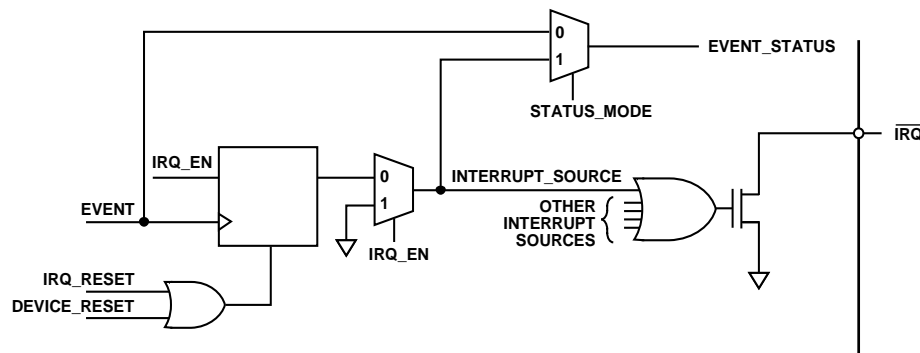 0
1
EVENT_STATUS
STATUS_MODE
IRQ
IRQ_EN
EVENT
0
1
IRQ_EN
INTERRUPT_SOURCE
OTHER
INTERRUPT
SOURCES
IRQ_RESET
DEVICE_RESET